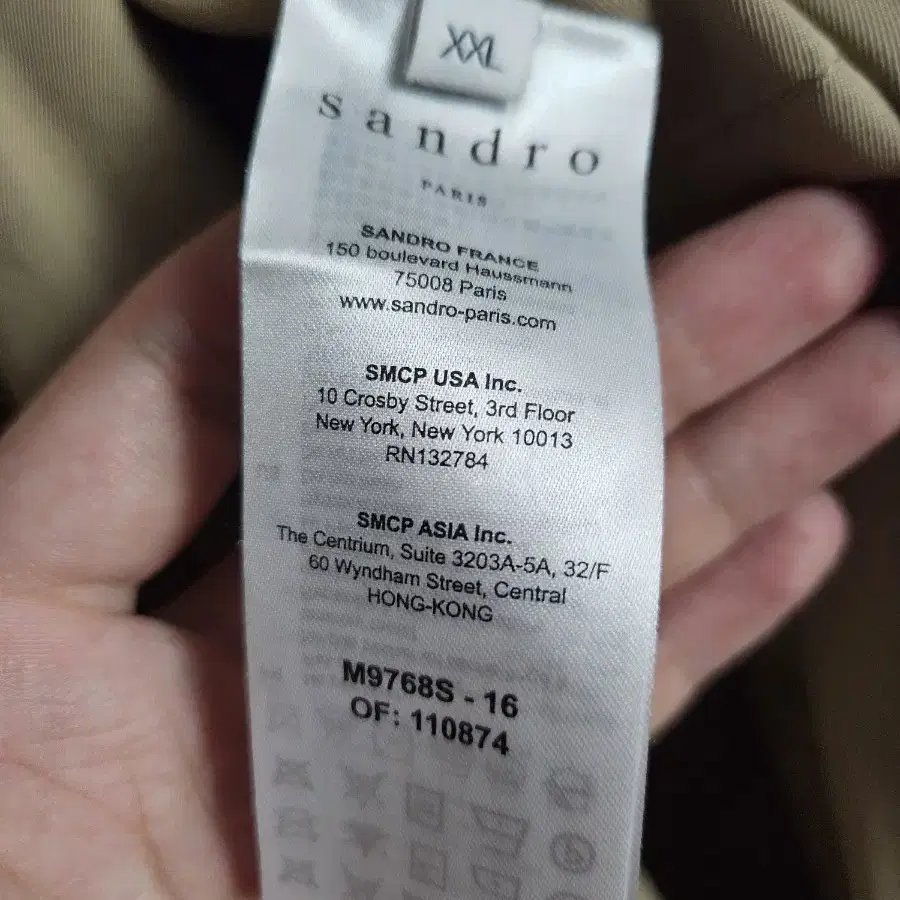 XXL
sandro
PARIS
SANDRO FRANCE
150 boulevard Haussmann
75008 Paris
www.sandro-paris.com
SMCP USA Inc.
10 Crosby Street, 3rd Floor
New York, New York 10013
RN132784
SMCP ASIA Inc.
The Centrium, Suite 3203A-5A, 32/F
60 Wyndham Street, Central
HONG-KONG
M9768S - 16
OF: 110874